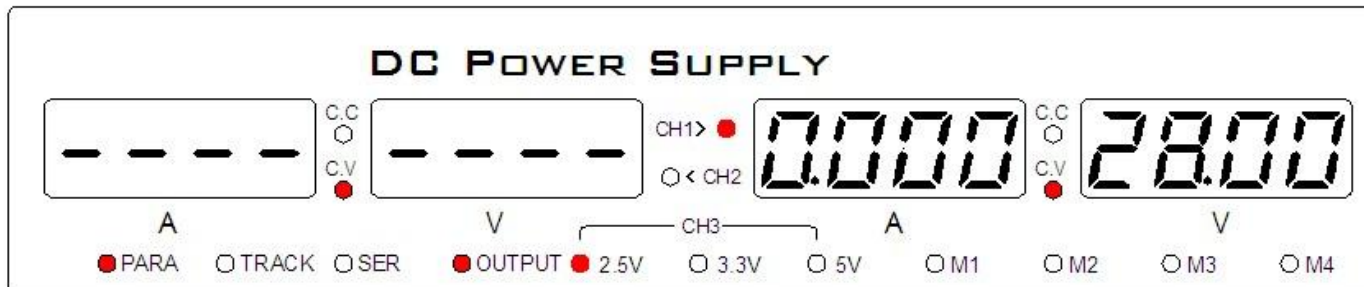 DC POWER SUPPLY
C.C C.C
---- ---- CH1> 0.000 28.00
C.V < CH2 C.V
A V CH3 A V
PARA TRACK SER OUTPUT 2.5V 3.3V 5V M1 M2 M3 M4